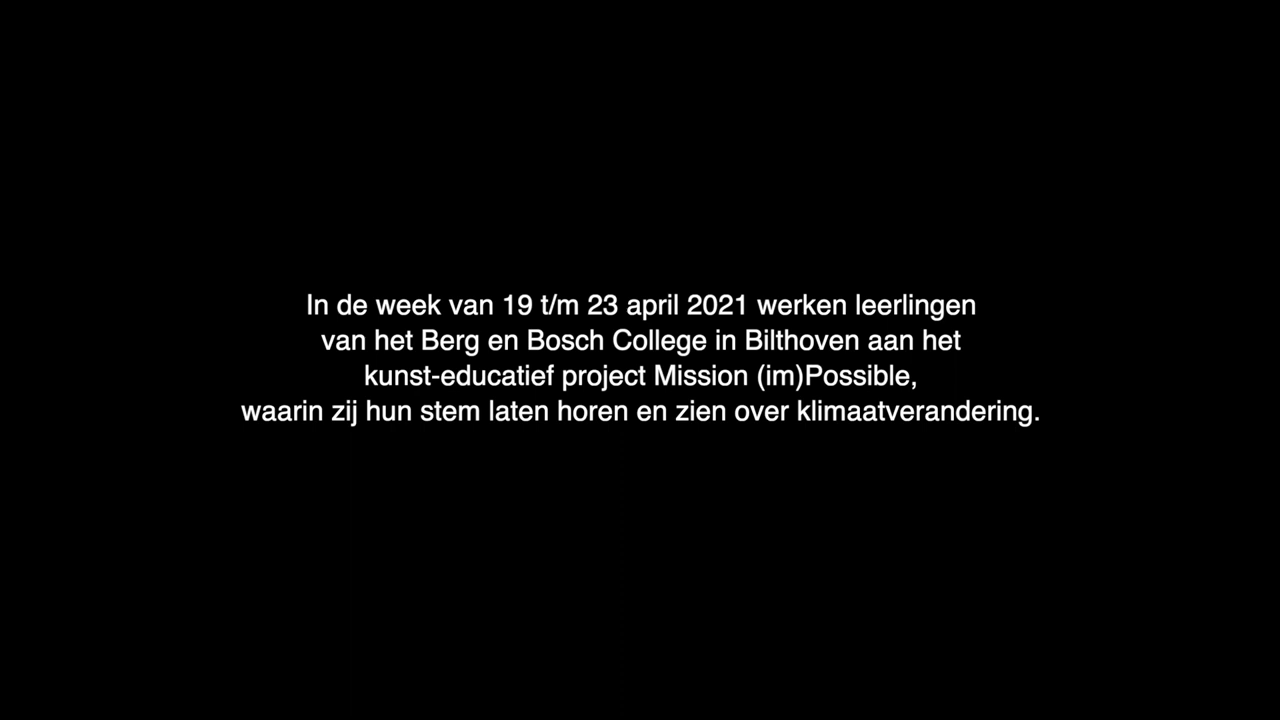 In de week van 19 t/m 23 april 2021 werken leerlingen
van het Berg en Bosch College in Bilthoven aan het
kunst-educatief project Mission (im)Possible,
waarin zij hun stem laten horen en zien over klimaatverandering.